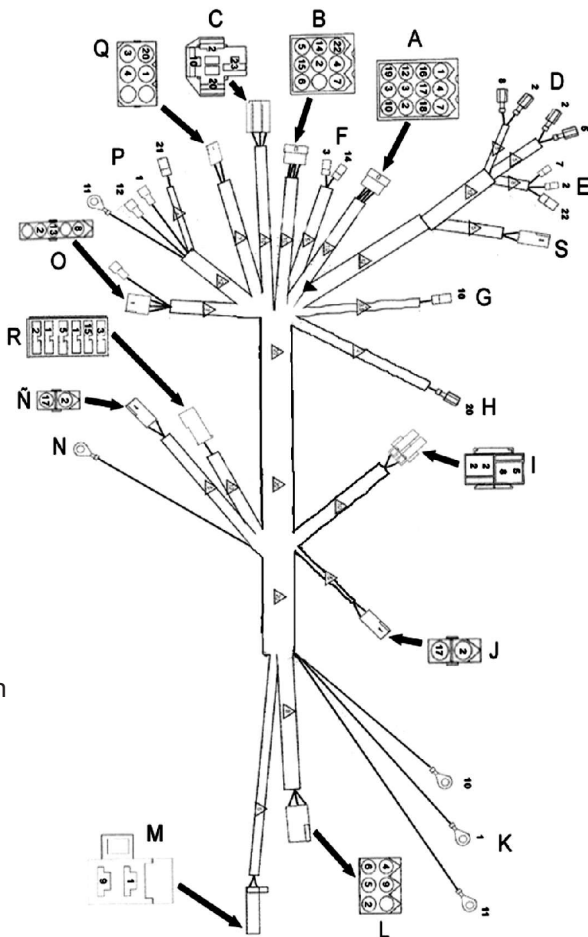 C
B
Q
A
2
10
23
20
5 14 22
15 2 4
6 7
3 20
4 1
19 12 16 1
3 3 17 4
10 2 18 7
D
8
2
2
P
21
F
3
14
6
7
E
2
22
1
12
11
S
2 13 8
O
10
G
R
2 1 5 1 15 3
20
H
Ñ
17 2
N
I
2 2 8 5
J
17 2
n
10
1
K
11
M
9 1
6 4
5 9
2
L